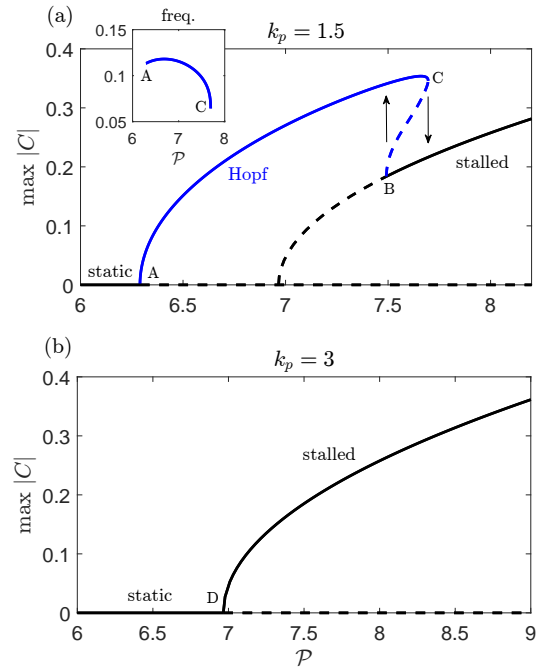 (a)
k_p = 1.5
freq.
0.15
0.1
0.05
6
7
8
𝒫
A
C
0.4
0.3
0.2
0.1
0
max |C|
C
Hopf
B
stalled
static
A
6
6.5
7
7.5
8
(b)
k_p = 3
0.4
0.3
0.2
0.1
0
max |C|
stalled
static
D
6
6.5
7
7.5
8
8.5
9
𝒫